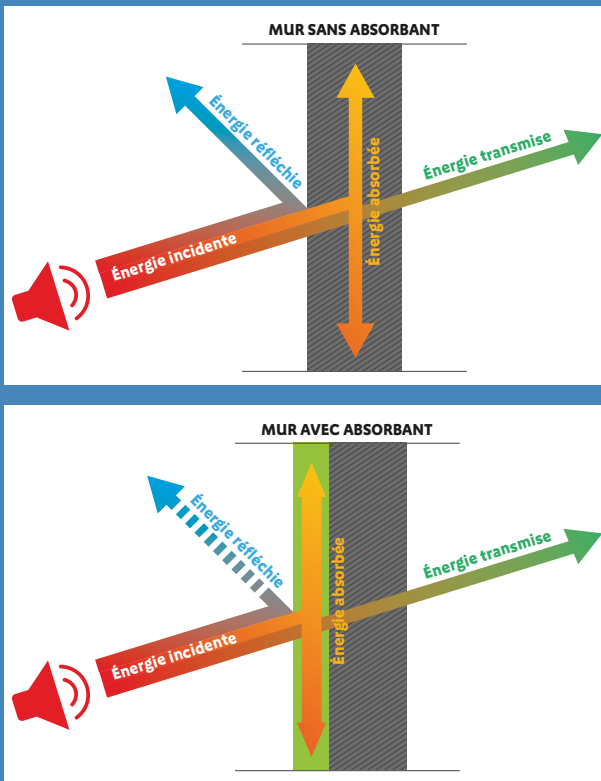 MUR SANS ABSORBANT
Énergie réfléchie
Énergie transmise
Énergie absorbée
Énergie incidente
MUR AVEC ABSORBANT
Énergie réfléchie
Énergie transmise
Énergie absorbée
Énergie incidente